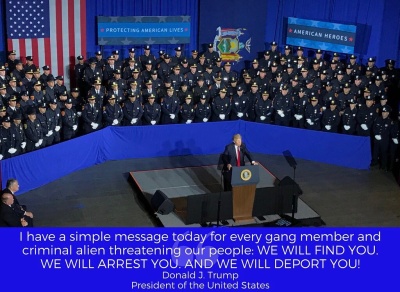 PROTECTING AMERICAN LIVES
AMERICAN HEROES
I have a simple message today for every gang member and
criminal alien threatening our people: WE WILL FIND YOU.
WE WILL ARREST YOU. AND WE WILL DEPORT YOU!
Donald J. Trump
President of the United States